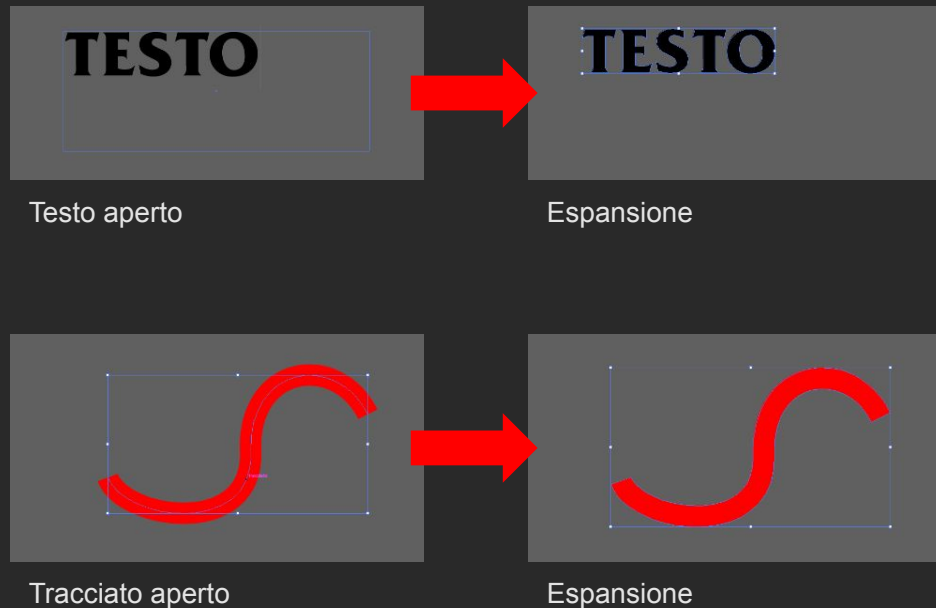 TESTO
TESTO
Testo aperto
Espansione
Tracciato aperto
Espansione